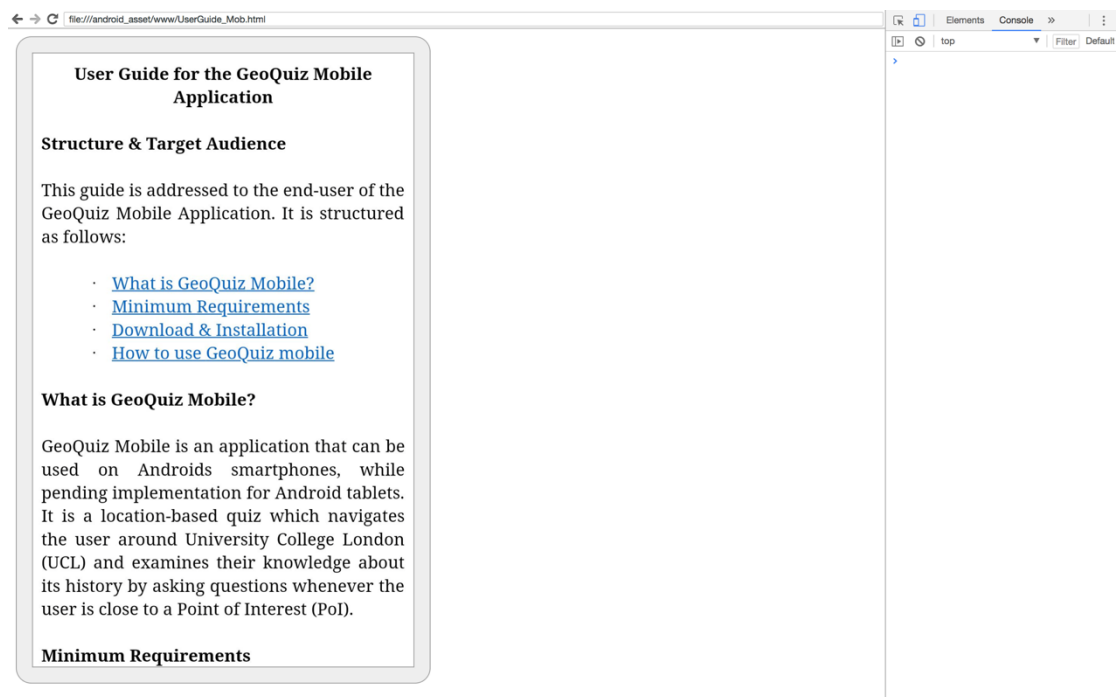 file:///android_asset/www/UserGuide_Mob.html
Elements Console »
top Filter Default
User Guide for the GeoQuiz Mobile
Application
Structure & Target Audience
This guide is addressed to the end-user of the
GeoQuiz Mobile Application. It is structured
as follows:
· What is GeoQuiz Mobile?
· Minimum Requirements
· Download & Installation
· How to use GeoQuiz mobile
What is GeoQuiz Mobile?
GeoQuiz Mobile is an application that can be
used on Androids smartphones, while
pending implementation for Android tablets.
It is a location-based quiz which navigates
the user around University College London
(UCL) and examines their knowledge about
its history by asking questions whenever the
user is close to a Point of Interest (PoI).
Minimum Requirements